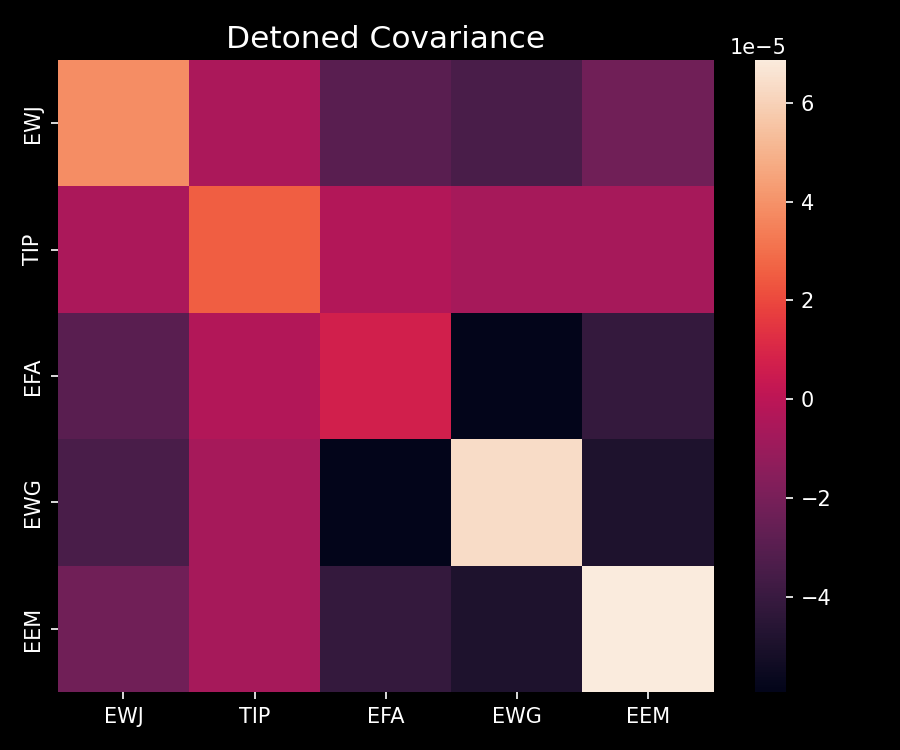 Detoned Covariance
1e−5
EWJ
TIP
EFA
EWG
EEM
6
4
2
0
−2
−4
EWJ TIP EFA EWG EEM